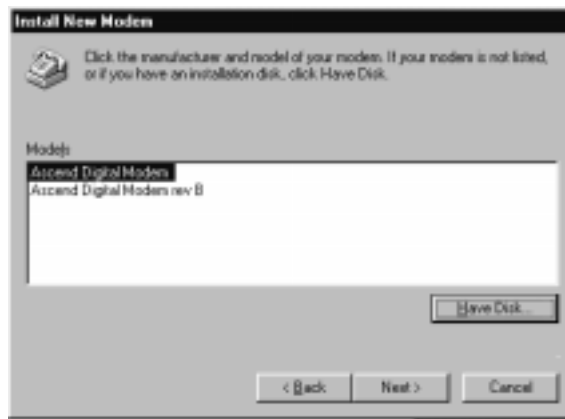 Install New Modem
Click the manufacturer and model of your modem. If your modem is not listed,
or if you have an installation disk, click Have Disk.
Models
Ascend Digital Modem
Ascend Digital Modem rev B
Have Disk...
< Back
Next >
Cancel